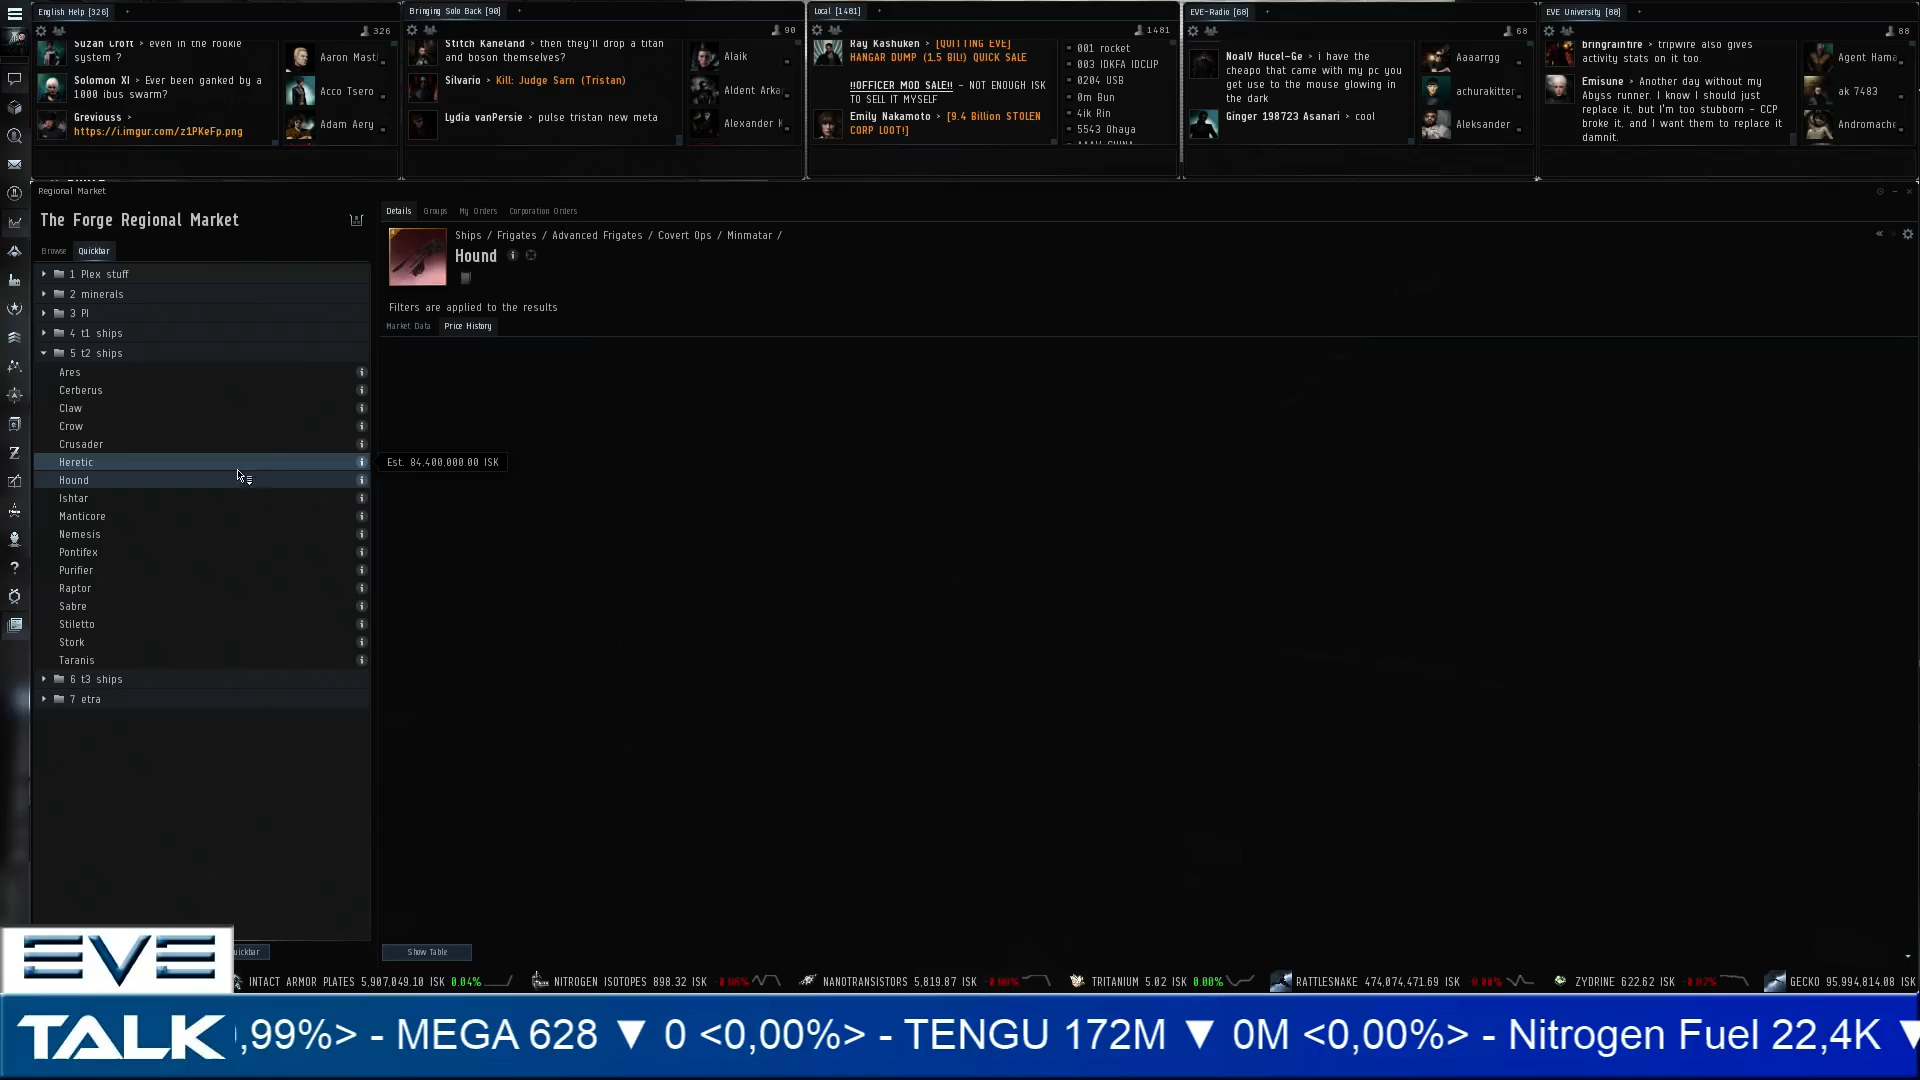 English Help [326]
Suzan Croft > even in the rookie
system ?
Solomon XI > Ever been ganked by a
1000 ibus swarm?
Greviouss >
https://i.imgur.com/z1PKeFp.png
326
Aaron Mast
Acco Tsero
Adam Aery
Bringing Solo Back [90]
Stitch Kaneland > then they'll drop a titan
and boson themselves?
Silvario > Kill: Judge Sarn (Tristan)
Lydia vanPersie > pulse tristan new meta
90
Alaik
Aldent Arka
Alexander K
Local [1481]
Ray Kashuken > [QUITTING EVE]
HANGAR DUMP (1.5 BIL!) QUICK SALE
!!OFFICER MOD SALE!! - NOT ENOUGH ISK
TO SELL IT MYSELF
Emily Nakamoto > [9.4 Billion STOLEN
CORP LOOT!]
1481
001 rocket
003 IDKFA IDCLIP
0204 USB
0m Bun
41k Rin
5543 Ohaya
EVE-Radio [68]
NoalV Hucel-Ge > i have the
cheapo that came with my pc you
get use to the mouse glowing in
the dark
Ginger 198723 Asanari > cool
68
Aaaarrgg
achurakitter
Aleksander
EVE University [88]
bringrainfire > tripwire also gives
activity stats on it too.
Emisune > Another day without my
Abyss runner. I know I should just
replace it, but I'm too stubborn - CCP
broke it, and I want them to replace it
damnit.
88
Agent Hama
ak 7483
Andromache
Regional Market
The Forge Regional Market
Browse Quickbar
1 Plex stuff
2 minerals
3 PI
4 t1 ships
5 t2 ships
Ares
Cerberus
Claw
Crow
Crusader
Heretic
Hound
Ishtar
Manticore
Nemesis
Pontifex
Purifier
Raptor
Sabre
Stiletto
Stork
Taranis
6 t3 ships
7 etra
uickbar
Est. 84,400,000.00 ISK
Details Groups My Orders Corporation Orders
Ships / Frigates / Advanced Frigates / Covert Ops / Minmatar /
Hound
Filters are applied to the results
Market Data Price History
Show Table
INTACT ARMOR PLATES 5,907,049.10 ISK 0.04% NITROGEN ISOTOPES 898.32 ISK NANOTRANSISTORS 5,819.87 ISK TRITANIUM 5.02 ISK 0.00% RATTLESNAKE 474,074,471.69 ISK ZYDRINE 622.62 ISK GECKO 95,994,814.08 ISK
EVE
TALK
,99%> - MEGA 628 ▼ 0 <0,00%> - TENGU 172M ▼ 0M <0,00%> - Nitrogen Fuel 22,4K ▼